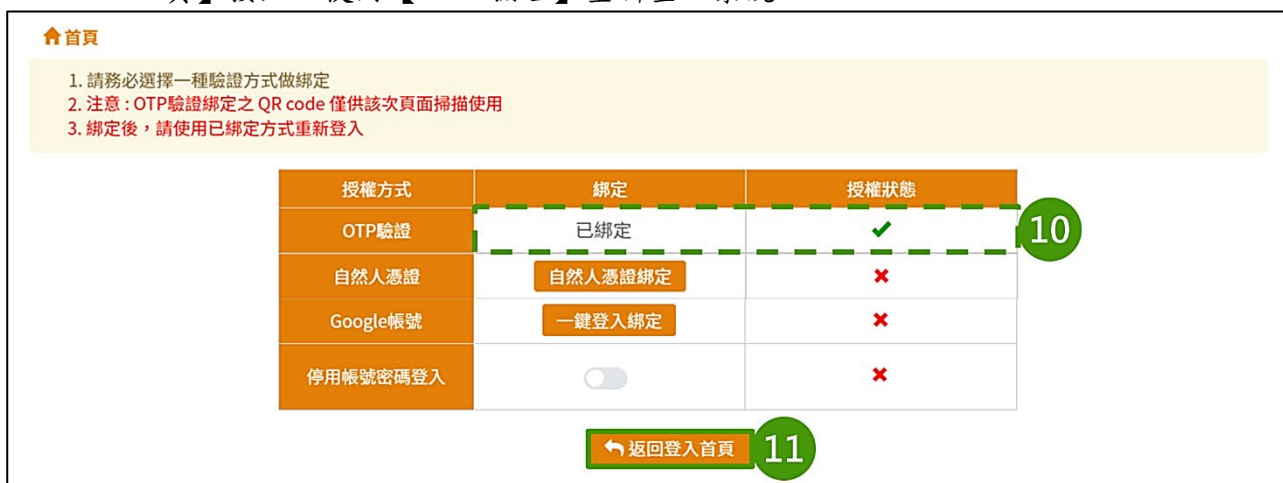 首頁
1. 請務必選擇一種驗證方式做綁定
2. 注意 : OTP驗證綁定之 QR code 僅供該次頁面掃描使用
3. 綁定後，請使用已綁定方式重新登入
授權方式 綁定 授權狀態
OTP驗證 已綁定
10
自然人憑證 自然人憑證綁定
Google帳號 一鍵登入綁定
停用帳號密碼登入
返回登入首頁 11